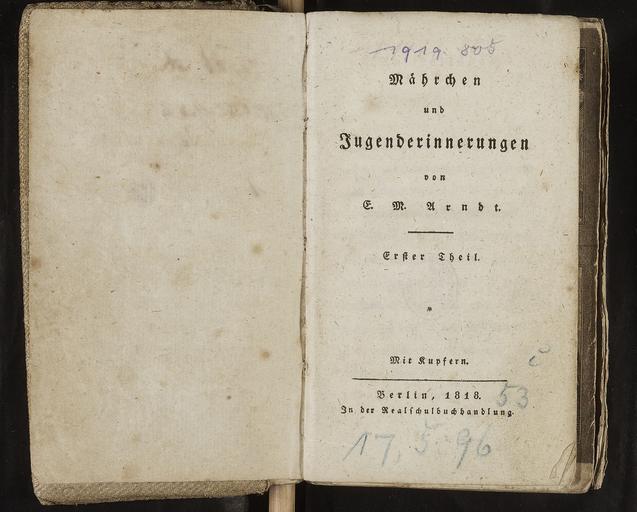 1919 805
Mährchen
und
Jugenderinnerungen
von
E. M. Arndt.
Erster Theil.
*
Mit Kupfern.
Berlin, 1818.
53
In der Realschulbuchhandlung.
17, 5 96